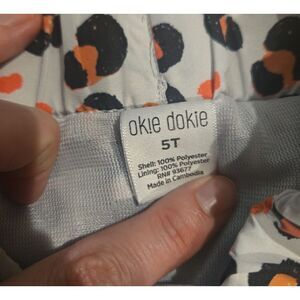 okie dokie
5T
Shell: 100% Polyester
Lining: 100% Polyester
RN# 93677
Made in Cambodia